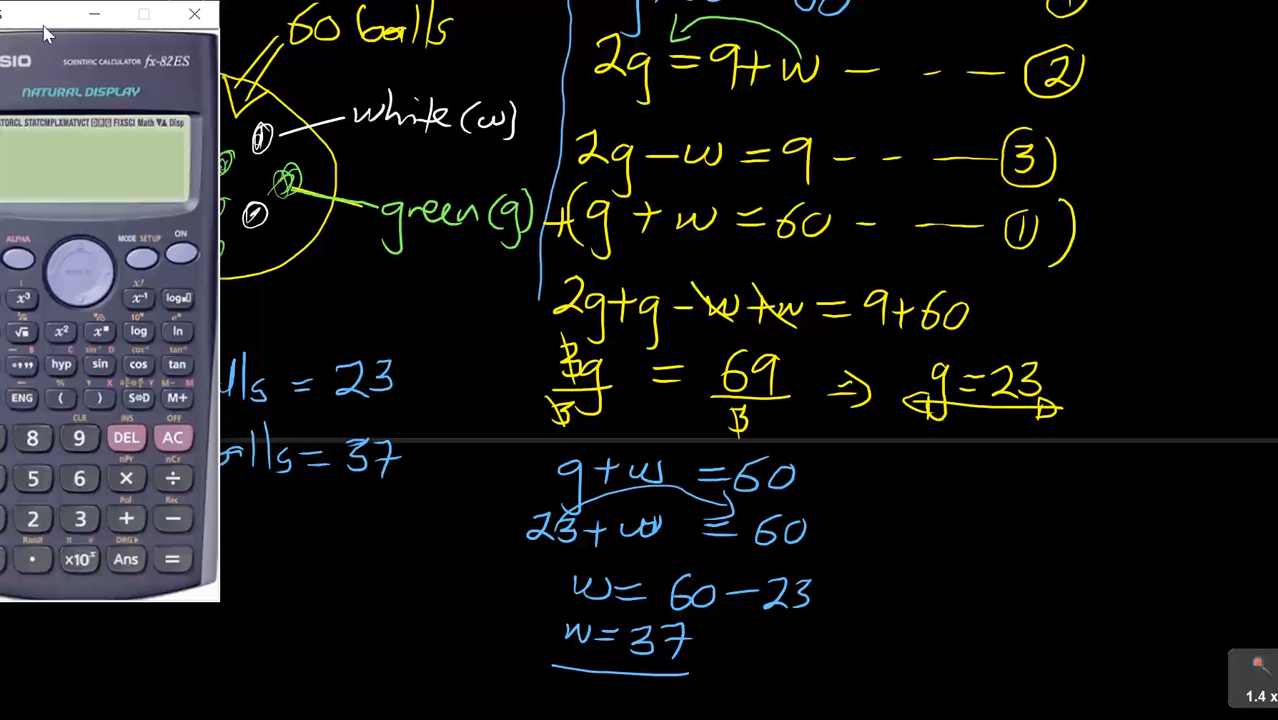 60 balls
white (w)
green (g)
SIO SCIENTIFIC CALCULATOR fx-82ES
NATURAL DISPLAY
ALPHA MODE SETUP ON
x³ x⁻¹ log
x² log ln
hyp sin cos tan
ENG ( ) S⇔D M+
8 9 DEL AC
5 6 × ÷
2 3 + −
· ×10ˣ Ans =
2g = 9+w - - - - (2)
2g - w = 9 - - - (3)
+(g + w = 60 - - (1))
2g+g-w+w = 9+60
3g/3 = 69/3 ⇒ g=23
g+w = 60
23+w = 60
w = 60-23
w=37
lls = 23
alls = 37
1.4 x